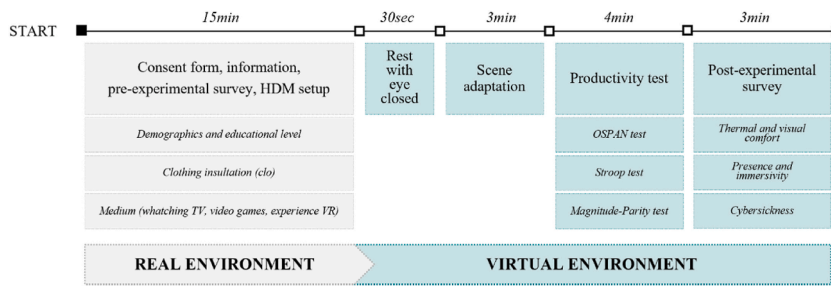 15min 30sec 3min 4min 3min
START
Consent form, information,
pre-experimental survey, HDM setup
Rest
with
eye
closed
Scene
adaptation
Productivity test
Post-experimental
survey
Demographics and educational level
OSPAN test
Thermal and visual
comfort
Clothing insultation (clo)
Stroop test
Presence and
immersivity
Medium (whatching TV, video games, experience VR)
Magnitude-Parity test
Cybersickness
REAL ENVIRONMENT
VIRTUAL ENVIRONMENT